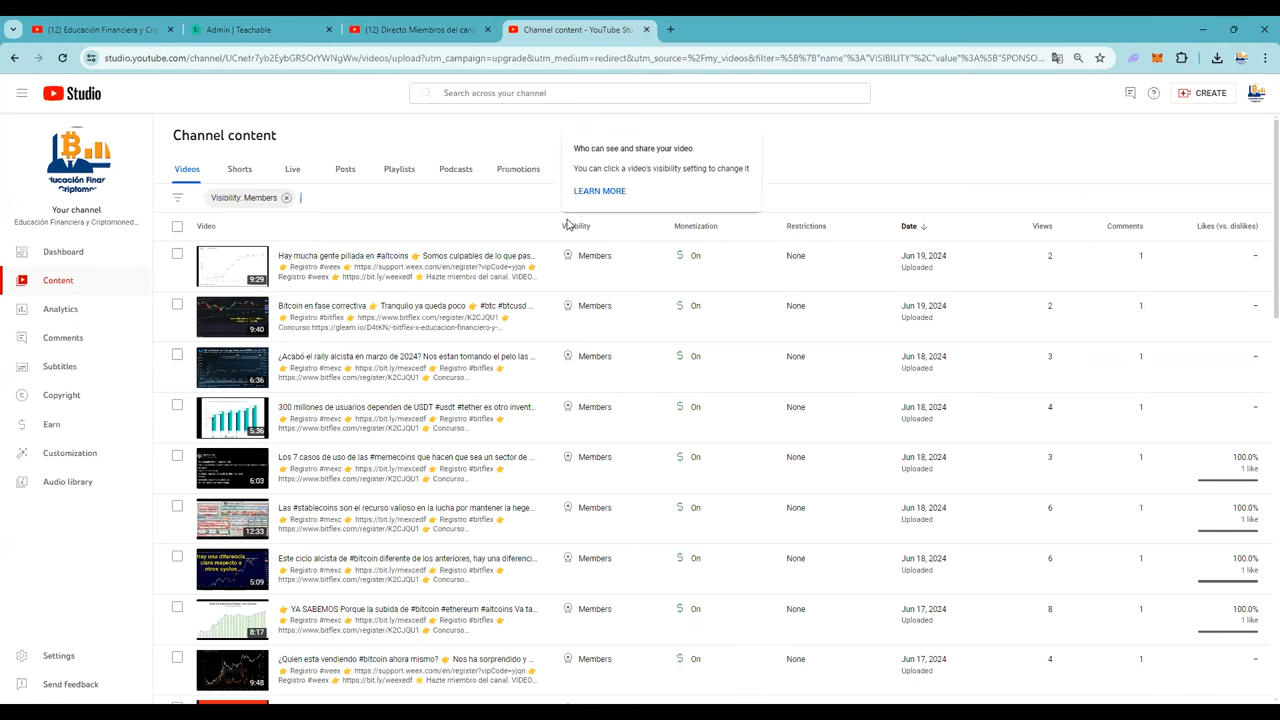 (12) Educación Financiera y Crip
Admin | Teachable
(12) Directo Miembros del can
Channel content - YouTube Stu
studio.youtube.com/channel/UCnetr7yb2EybGR5YOrYWNgWw/videos/upload?utm_campaign=upgrade&utm_medium=redirect&utm_source=%2Fmy_videos&filter=%5B%7B"name"%3A"VISIBILITY"%2C"value"%3A%5B"SPONSO...
Studio
Search across your channel
CREATE
Educación Finan
Criptomoned
Your channel
Educación Financiera y Criptomoned...
Dashboard
Content
Analytics
Comments
Subtitles
Copyright
Earn
Customization
Audio library
Settings
Send feedback
Channel content
Videos Shorts Live Posts Playlists Podcasts Promotions
Who can see and share your video
You can click a video's visibility setting to change it
LEARN MORE
Visibility: Members
Video Visibility Monetization Restrictions Date Views Comments Likes (vs. dislikes)
Hay mucha gente pillada en #altcoins 👉 Somos culpables de lo que pas... Members On None Jun 19, 2024 2 1 –
👉 Registro #weex 👉 https://support.weex.com/en/register?vipCode=yjqn 👉 Uploaded
Registro #weex 👉 https://bit.ly/weexedf 👉 Hazte miembro del canal. VIDEO...
9:29
Bitcoin en fase correctiva 👉 Tranquilo ya queda poco 👉 #btc #btcusd ... Members On None Jun 19, 2024 2 1 –
👉 Registro #bitflex 👉 https://www.bitflex.com/register/K2CJQU1 👉 Uploaded
Concurso https://gleam.io/D4tKN/-bitflex-x-educacion-financiero-y-...
9:40
¿Acabó el rally alcista en marzo de 2024? Nos estan tomando el pelo las ... Members On None Jun 18, 2024 3 1 –
👉 Registro #mexc 👉 https://bit.ly/mexcedf 👉 Registro #bitflex 👉 Uploaded
https://www.bitflex.com/register/K2CJQU1 👉 Concurso...
6:36
300 millones de usuarios dependen de USDT #usdt #tether es otro invent... Members On None Jun 18, 2024 4 1 –
👉 Registro #mexc 👉 https://bit.ly/mexcedf 👉 Registro #bitflex 👉 Uploaded
https://www.bitflex.com/register/K2CJQU1 👉 Concurso...
5:36
Los 7 casos de uso de las #memecoins que hacen que sea un sector de ... Members On None Jun 18, 2024 3 1 100.0%
👉 Registro #mexc 👉 https://bit.ly/mexcedf 👉 Registro #bitflex 👉 Uploaded 1 like
https://www.bitflex.com/register/K2CJQU1 👉 Concurso...
6:03
Las #stablecoins son el recurso valioso en la lucha por mantener la hege... Members On None Jun 18, 2024 6 1 100.0%
👉 Registro #mexc 👉 https://bit.ly/mexcedf 👉 Registro #bitflex 👉 Uploaded 1 like
https://www.bitflex.com/register/K2CJQU1 👉 Concurso...
12:33
Este ciclo alcista de #bitcoin diferente de los anteriores, hay una diferenci... Members On None Jun 18, 2024 6 1 100.0%
👉 Registro #mexc 👉 https://bit.ly/mexcedf 👉 Registro #bitflex 👉 Uploaded 1 like
https://www.bitflex.com/register/K2CJQU1 👉 Concurso...
hay una diferencia
clara respecto a
otros cyclos
5:09
👉 YA SABEMOS Porque la subida de #bitcoin #ethereum #altcoins Va ta... Members On None Jun 17, 2024 8 1 100.0%
👉 Registro #mexc 👉 https://bit.ly/mexcedf 👉 Registro #bitflex 👉 Uploaded 1 like
https://www.bitflex.com/register/K2CJQU1 👉 Concurso...
8:17
¿Quien esta vendiendo #bitcoin ahora mismo? 👉 Nos ha sorprendido y ... Members On None Jun 17, 2024 4 1 –
👉 Registro #weex 👉 https://support.weex.com/en/register?vipCode=yjqn 👉 Uploaded
Registro #weex 👉 https://bit.ly/weexedf 👉 Hazte miembro del canal. VIDEO...
9:48